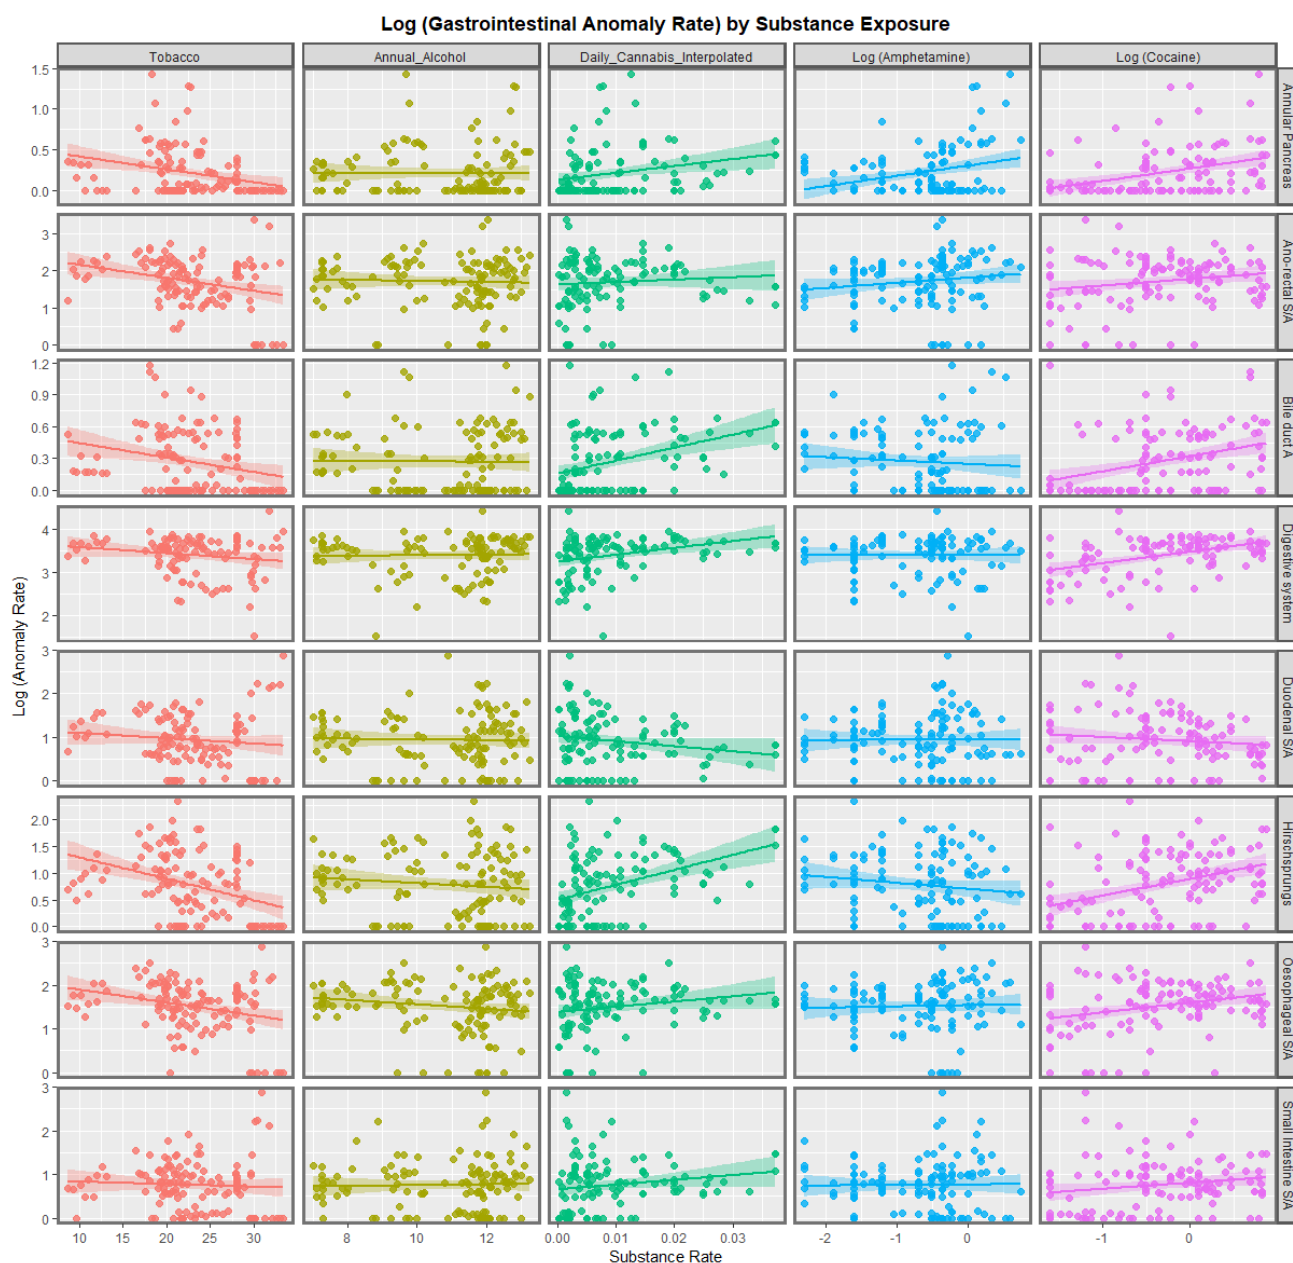 Log (Gastrointestinal Anomaly Rate) by Substance Exposure
Tobacco
Annual_Alcohol
Daily_Cannabis_Interpolated
Log (Amphetamine)
Log (Cocaine)
Log (Anomaly Rate)
1.5
1.0
0.5
0.0
Annular Pancreas
3
2
1
0
Ano-rectal S/A
1.2
0.9
0.6
0.3
0.0
Bile duct A
4
3
2
Digestive system
3
2
1
0
Duodenal S/A
2.0
1.5
1.0
0.5
0.0
Hirschsprungs
3
2
1
0
Oesophageal S/A
3
2
1
0
Small intestine S/A
10 15 20 25 30
8 10 12
0.00 0.01 0.02 0.03
-2 -1 0
-1 0
Substance Rate